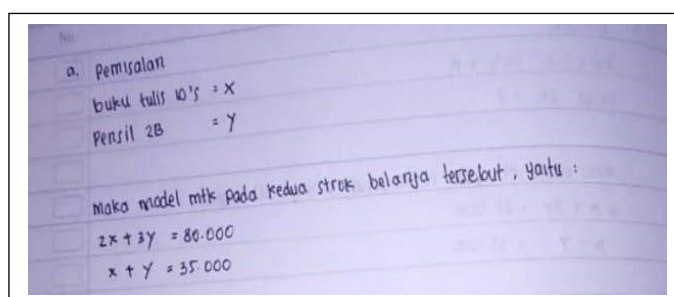 No
a. Pemisalan
buku tulis 10's = X
Pensil 2B = Y
Maka model mtk pada kedua struk belanja tersebut, yaitu :
2x + 3y = 80.000
x + y = 35.000